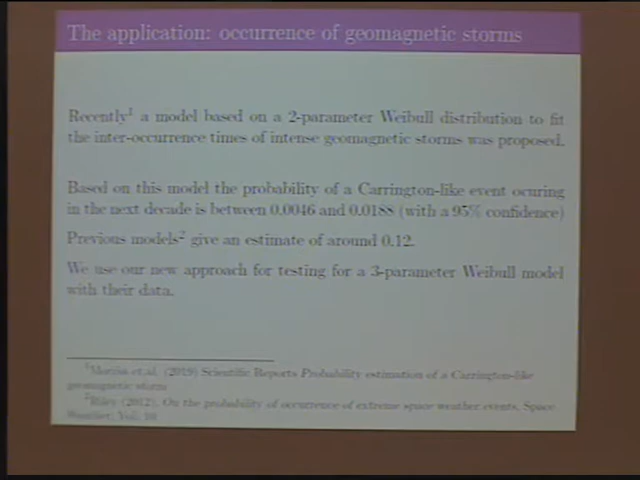 The application: occurrence of geomagnetic storms
Recently¹ a model based on a 2-parameter Weibull distribution to fit
the inter-occurrence times of intense geomagnetic storms was proposed.
Based on this model the probability of a Carrington-like event ocuring
in the next decade is between 0.0046 and 0.0188 (with a 95% confidence)
Previous models² give an estimate of around 0.12.
We use our new approach for testing for a 3-parameter Weibull model
with their data.
et.al. (2019) Scientific Reports Probability estimation of a Carrington-like
geomagnetic storm
²Riley (2012), On the probability of occurrence of extreme space weather events, Space
Vol. 10